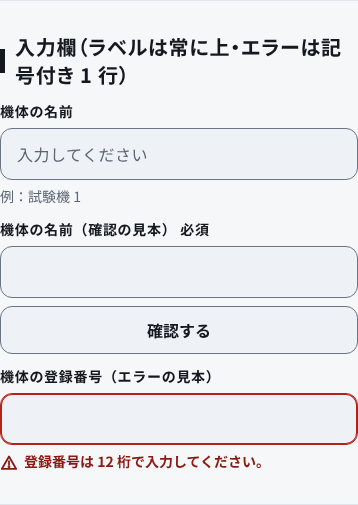 入力欄（ラベルは常に上・エラーは記
号付き 1 行）
機体の名前
入力してください
例：試験機 1
機体の名前（確認の見本） 必須
確認する
機体の登録番号（エラーの見本）
登録番号は 12 桁で入力してください。